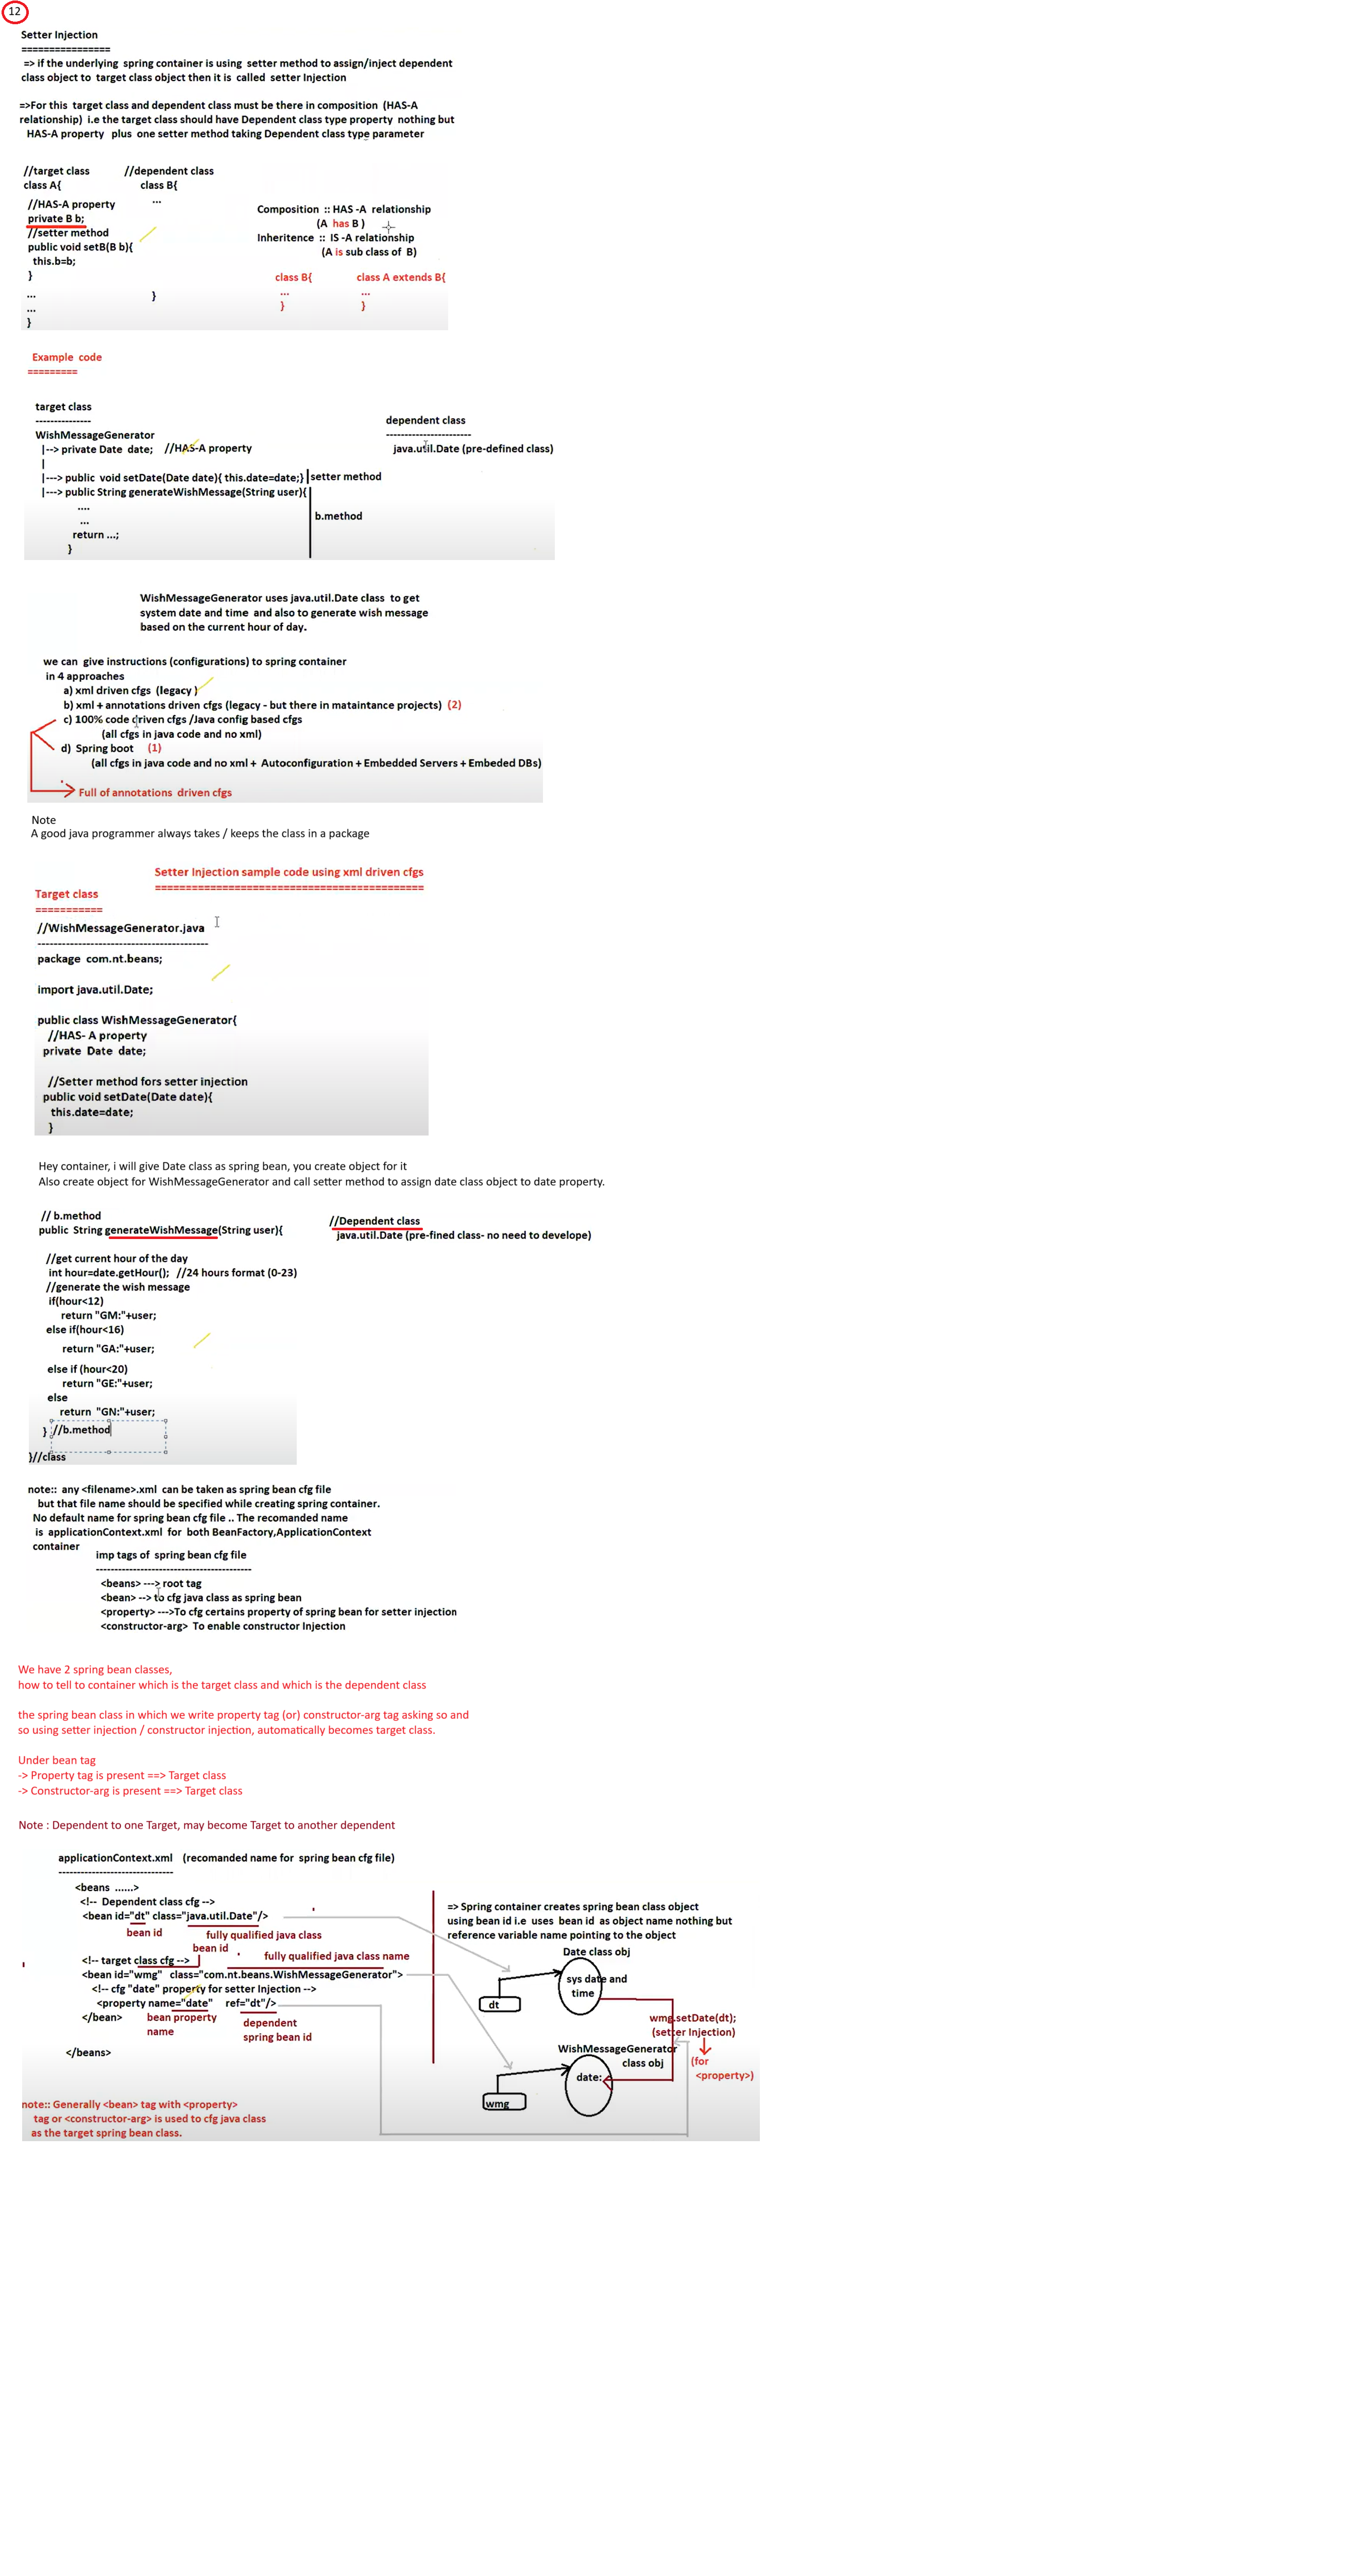 12
Setter Injection
================
=> if the underlying spring container is using setter method to assign/inject dependent
class object to target class object then it is called setter Injection
=>For this target class and dependent class must be there in composition (HAS-A
relationship) i.e the target class should have Dependent class type property nothing but
HAS-A property plus one setter method taking Dependent class type parameter
//target class
class A{
//HAS-A property
private B b;
//setter method
public void setB(B b){
this.b=b;
}
...
...
}
//dependent class
class B{
...
}
Composition :: HAS -A relationship
(A has B )
Inheritence :: IS -A relationship
(A is sub class of B)
class B{
...
}
class A extends B{
...
}
Example code
=========
target class
---------------
WishMessageGenerator
|--> private Date date; //HAS-A property
|
|---> public void setDate(Date date){ this.date=date;} setter method
|---> public String generateWishMessage(String user){
....
...
return ...;
}
b.method
dependent class
-----------------------
java.util.Date (pre-defined class)
WishMessageGenerator uses java.util.Date class to get
system date and time and also to generate wish message
based on the current hour of day.
we can give instructions (configurations) to spring container
in 4 approaches
a) xml driven cfgs (legacy )
b) xml + annotations driven cfgs (legacy - but there in mataintance projects) (2)
c) 100% code driven cfgs /Java config based cfgs
(all cfgs in java code and no xml)
d) Spring boot (1)
(all cfgs in java code and no xml + Autoconfiguration + Embedded Servers + Embeded DBs)
Full of annotations driven cfgs
Note
A good java programmer always takes / keeps the class in a package
Setter Injection sample code using xml driven cfgs
============================================
Target class
===========
//WishMessageGenerator.java
------------------------------------------
package com.nt.beans;
import java.util.Date;
public class WishMessageGenerator{
//HAS- A property
private Date date;
//Setter method fors setter injection
public void setDate(Date date){
this.date=date;
}
Hey container, i will give Date class as spring bean, you create object for it
Also create object for WishMessageGenerator and call setter method to assign date class object to date property.
// b.method
public String generateWishMessage(String user){
//get current hour of the day
int hour=date.getHour(); //24 hours format (0-23)
//generate the wish message
if(hour<12)
return "GM:"+user;
else if(hour<16)
return "GA:"+user;
else if (hour<20)
return "GE:"+user;
else
return "GN:"+user;
} //b.method
}//class
//Dependent class
java.util.Date (pre-fined class- no need to develope)
note:: any <filename>.xml can be taken as spring bean cfg file
but that file name should be specified while creating spring container.
No default name for spring bean cfg file .. The recomanded name
is applicationContext.xml for both BeanFactory,ApplicationContext
container
imp tags of spring bean cfg file
--------------------------------------
<beans> ---> root tag
<bean> --> to cfg java class as spring bean
<property> --->To cfg certains property of spring bean for setter injection
<constructor-arg> To enable constructor Injection
We have 2 spring bean classes,
how to tell to container which is the target class and which is the dependent class
the spring bean class in which we write property tag (or) constructor-arg tag asking so and
so using setter injection / constructor injection, automatically becomes target class.
Under bean tag
-> Property tag is present ==> Target class
-> Constructor-arg is present ==> Target class
Note : Dependent to one Target, may become Target to another dependent
applicationContext.xml (recomanded name for spring bean cfg file)
-------------------------------
<beans ......>
<!-- Dependent class cfg -->
<bean id="dt" class="java.util.Date"/>
bean id fully qualified java class
bean id
<!-- target class cfg --> fully qualified java class name
<bean id="wmg" class="com.nt.beans.WishMessageGenerator">
<!-- cfg "date" property for setter Injection -->
<property name="date" ref="dt"/>
</bean>
bean property
name
dependent
spring bean id
</beans>
note:: Generally <bean> tag with <property>
tag or <constructor-arg> is used to cfg java class
as the target spring bean class.
=> Spring container creates spring bean class object
using bean id i.e uses bean id as object name nothing but
reference variable name pointing to the object
Date class obj
sys date and
time
dt
wmg.setDate(dt);
(setter Injection)
(for
<property>)
WishMessageGenerator
class obj
date:
wmg